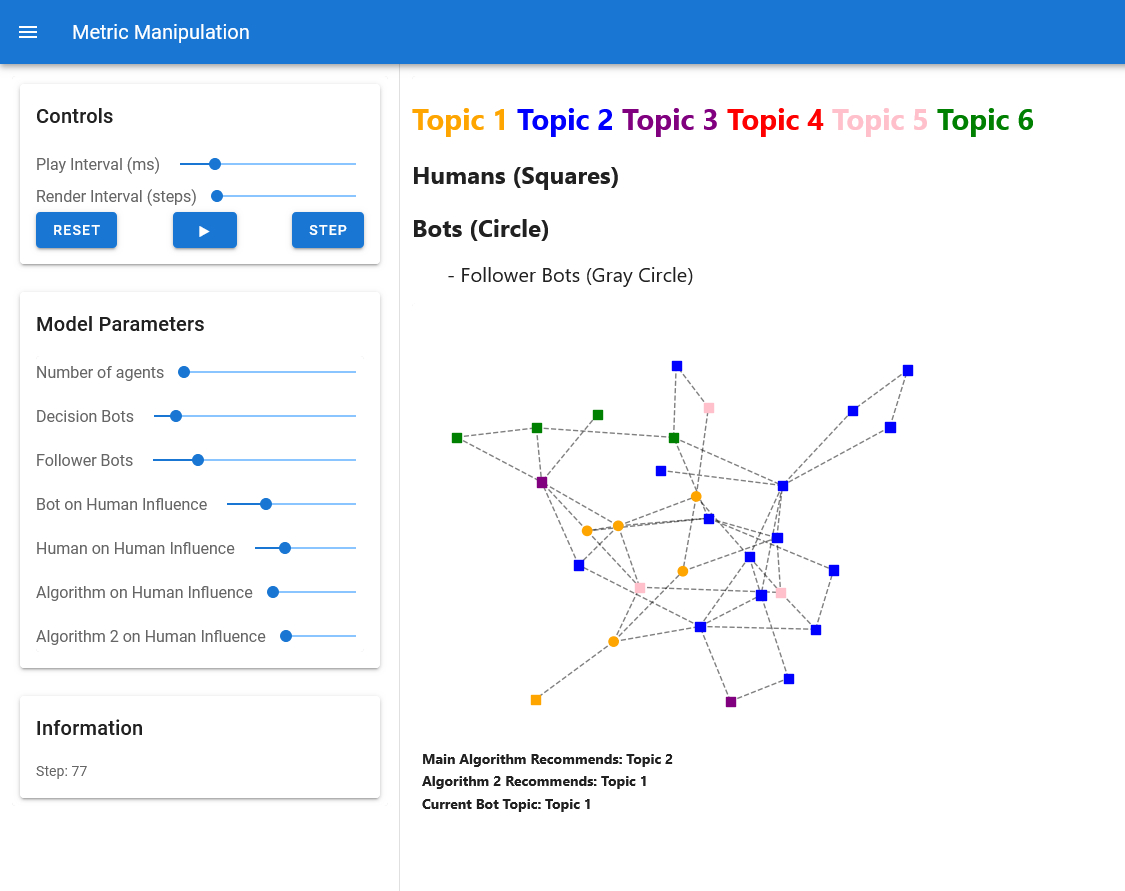 Metric Manipulation
Controls
Play Interval (ms)
Render Interval (steps)
RESET
STEP
Model Parameters
Number of agents
Decision Bots
Follower Bots
Bot on Human Influence
Human on Human Influence
Algorithm on Human Influence
Algorithm 2 on Human Influence
Information
Step: 77
Topic 1 Topic 2 Topic 3 Topic 4 Topic 5 Topic 6
Humans (Squares)
Bots (Circle)
- Follower Bots (Gray Circle)
Main Algorithm Recommends: Topic 2
Algorithm 2 Recommends: Topic 1
Current Bot Topic: Topic 1